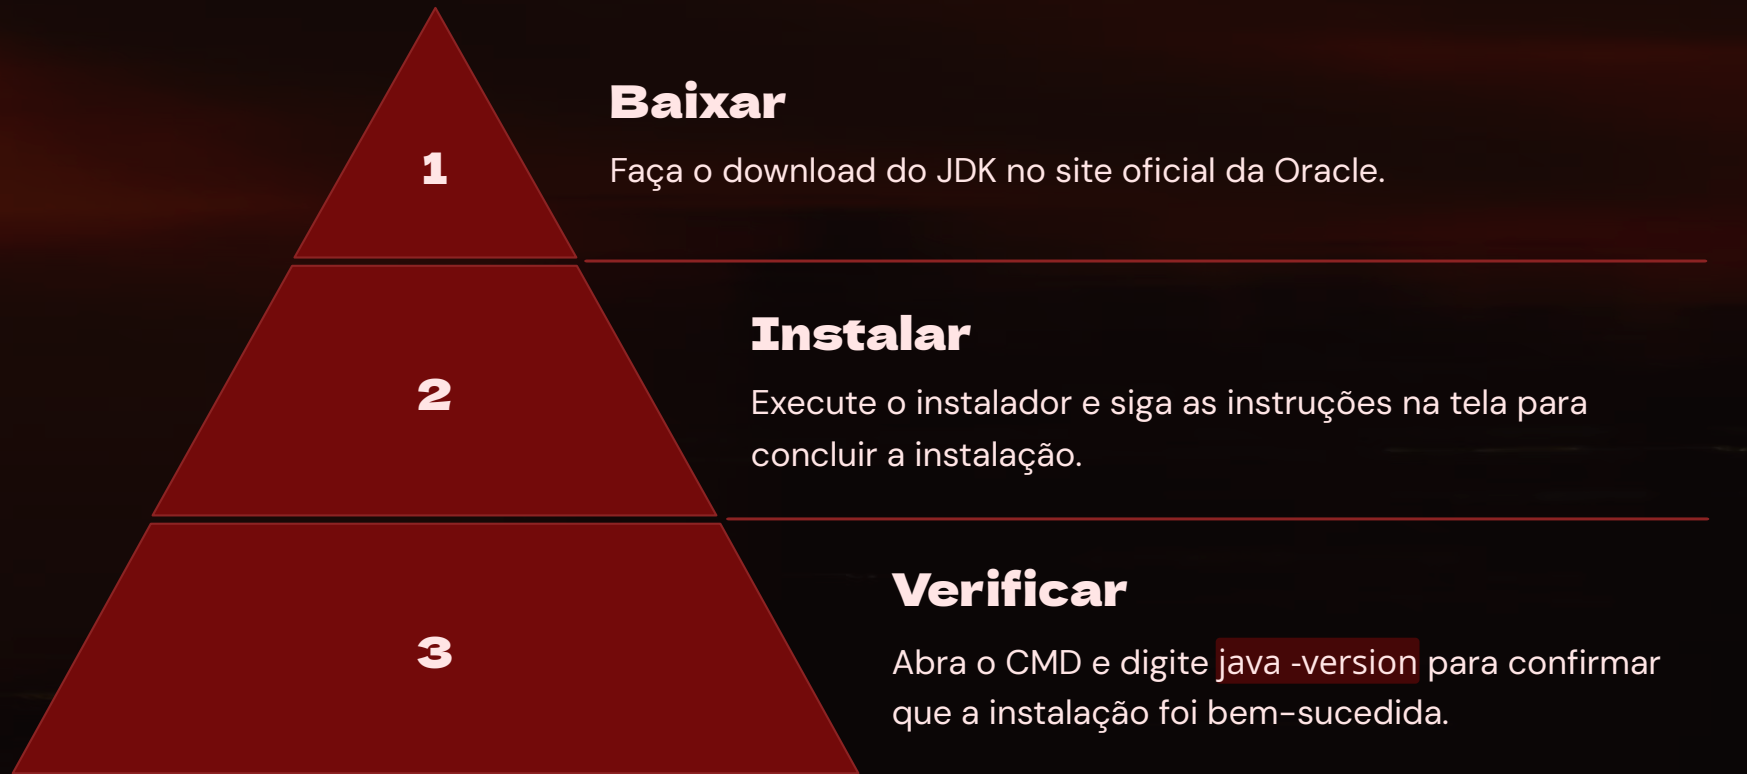 1
Baixar
Faça o download do JDK no site oficial da Oracle.
2
Instalar
Execute o instalador e siga as instruções na tela para
concluir a instalação.
3
Verificar
Abra o CMD e digite java -version para confirmar
que a instalação foi bem-sucedida.